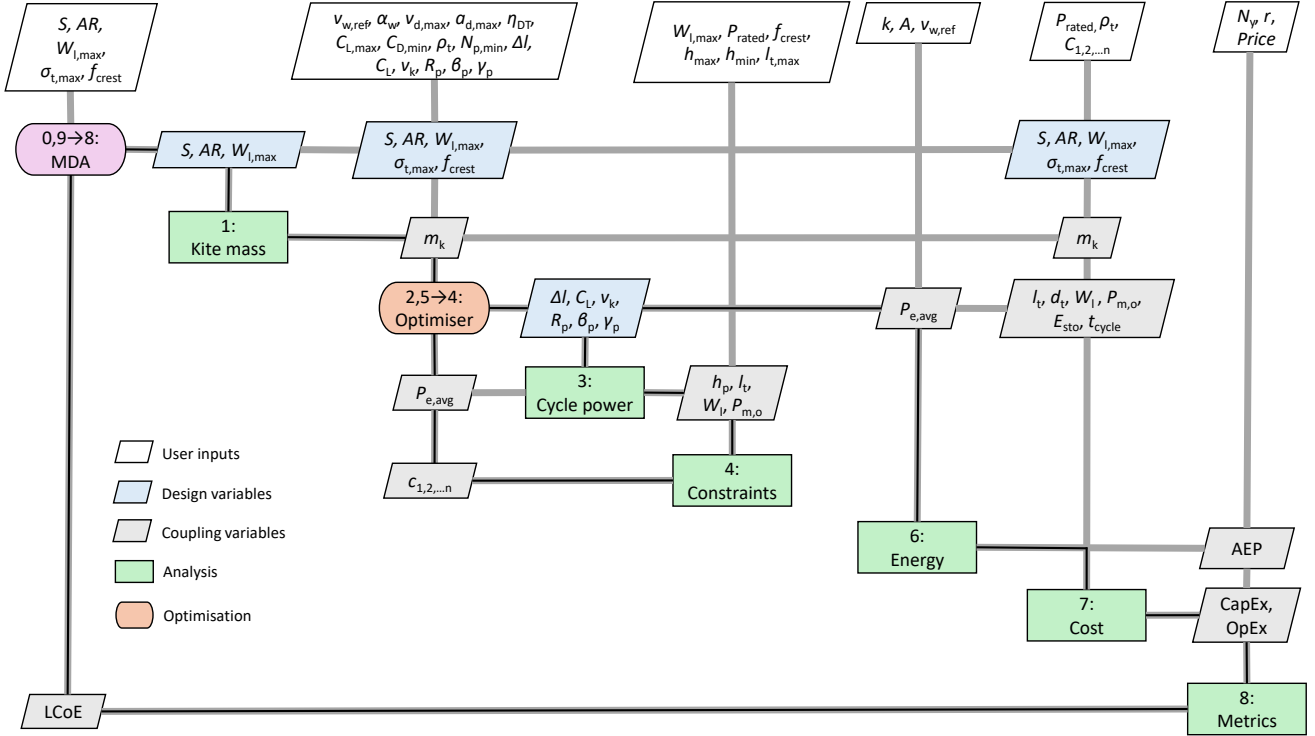 S, AR,
W_l,max,
σ_t,max, f_crest
v_w,ref, α_w, v_d,max, a_d,max, η_DT,
C_L,max, C_D,min, ρ_t, N_p,min, Δl,
C_L, v_k, R_p, β_p, γ_p
W_l,max, P_rated, f_crest,
h_max, h_min, l_t,max
k, A, v_w,ref
P_rated, ρ_t,
C_1,2,...n
N_y, r,
Price
0,9→8:
MDA
S, AR, W_l,max
S, AR, W_l,max,
σ_t,max, f_crest
S, AR, W_l,max,
σ_t,max, f_crest
1:
Kite mass
m_k
m_k
2,5→4:
Optimiser
Δl, C_L, v_k,
R_p, β_p, γ_p
P_e,avg
l_t, d_t, W_l, P_m,o
E_sto, t_cycle
P_e,avg
3:
Cycle power
h_p, l_t,
W_l, P_m,o
c_1,2,...n
4:
Constraints
User inputs
Design variables
Coupling variables
Analysis
Optimisation
6:
Energy
AEP
7:
Cost
CapEx,
OpEx
LCoE
8:
Metrics